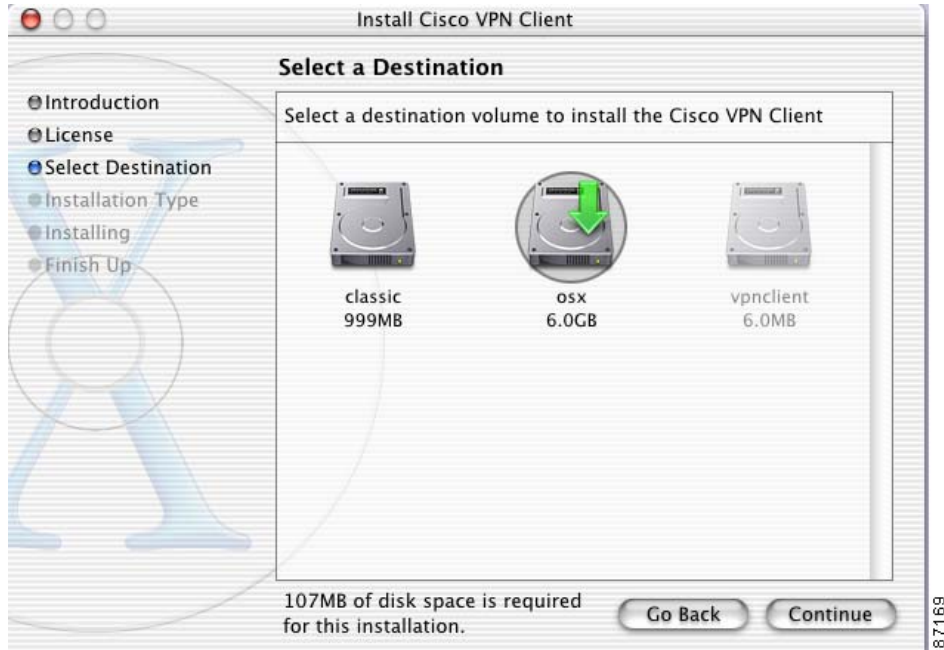 Install Cisco VPN Client
Select a Destination
Introduction
License
Select Destination
Installation Type
Installing
Finish Up
Select a destination volume to install the Cisco VPN Client
classic
999MB
osx
6.0GB
vpnclient
6.0MB
107MB of disk space is required
for this installation.
Go Back
Continue
87169